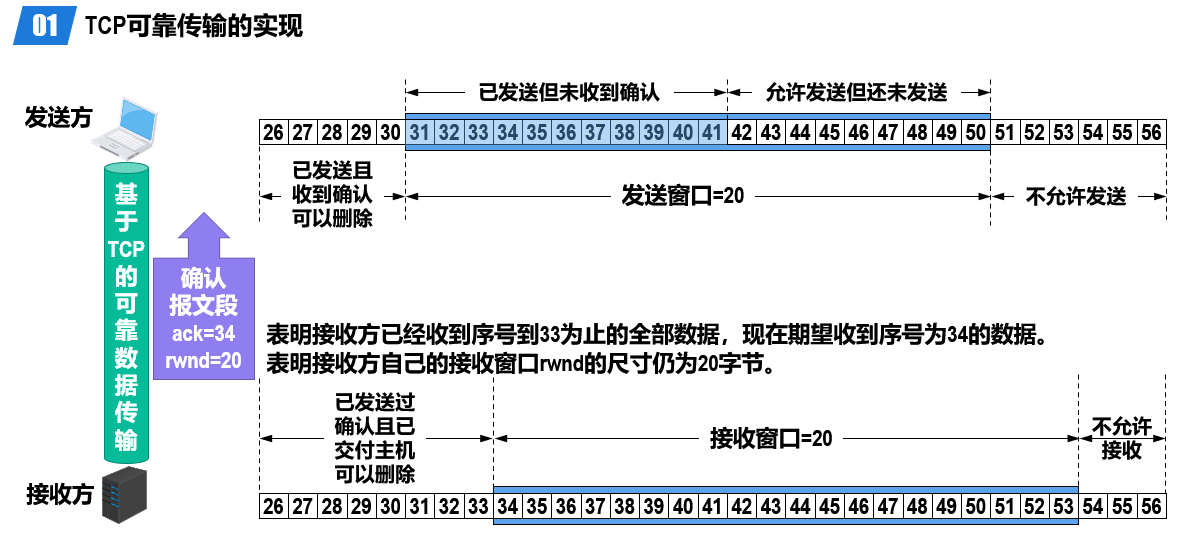 01 TCP可靠传输的实现
已发送但未收到确认
允许发送但还未发送
发送方
26 27 28 29 30 31 32 33 34 35 36 37 38 39 40 41 42 43 44 45 46 47 48 49 50 51 52 53 54 55 56
已发送且
收到确认
可以删除
发送窗口=20
不允许发送
基于TCP的可靠数据传输
确认
报文段
ack=34
rwnd=20
表明接收方已经收到序号到33为止的全部数据，现在期望收到序号为34的数据。
表明接收方自己的接收窗口rwnd的尺寸仍为20字节。
已发送过
确认且已
交付主机
可以删除
接收窗口=20
不允许
接收
接收方
26 27 28 29 30 31 32 33 34 35 36 37 38 39 40 41 42 43 44 45 46 47 48 49 50 51 52 53 54 55 56